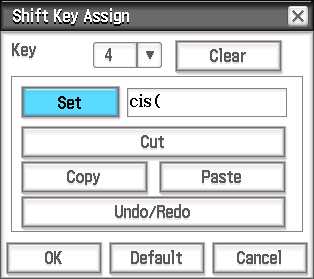 Shift Key Assign
Key 4 Clear
Set cis(
Cut
Copy Paste
Undo/Redo
OK Default Cancel